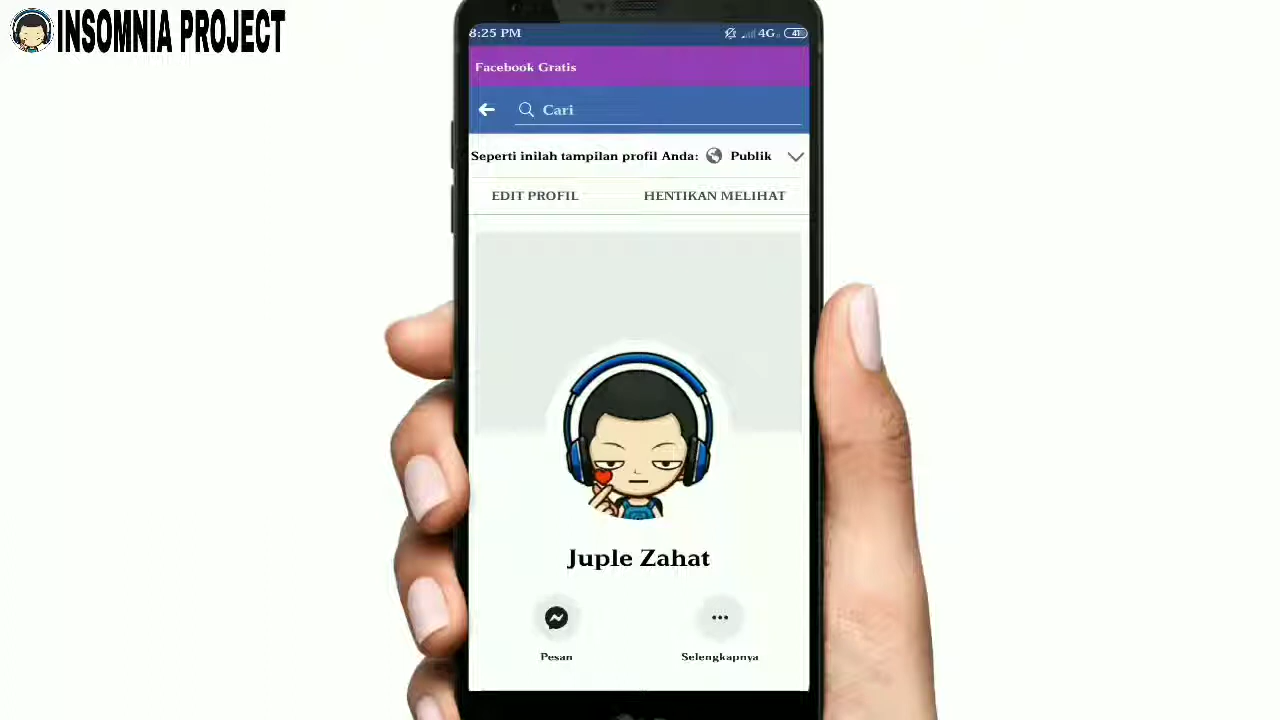 INSOMNIA PROJECT
8:25 PM 4G 41
Facebook Gratis
Cari
Seperti inilah tampilan profil Anda: Publik
EDIT PROFIL HENTIKAN MELIHAT
Juple Zahat
Pesan Selengkapnya